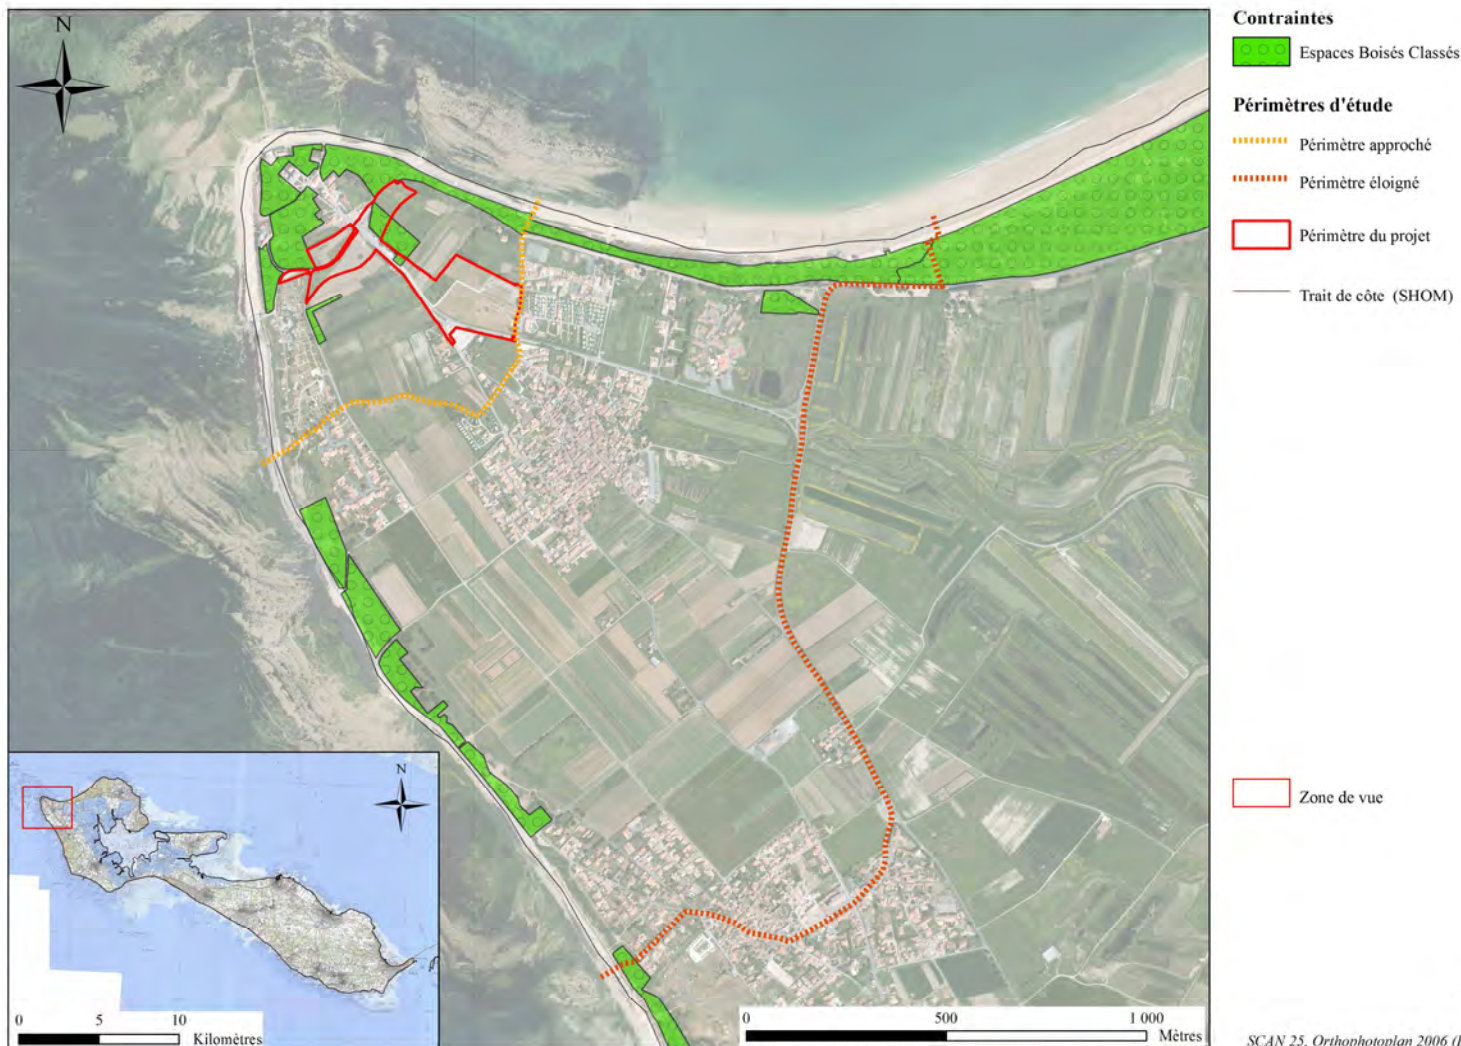 N
Contraintes
Espaces Boisés Classés
Périmètres d'étude
Périmètre approché
Périmètre éloigné
Périmètre du projet
Trait de côte (SHOM)
Zone de vue
N
0 5 10
Kilomètres
0 500 1 000
Mètres
SCAN 25, Orthophotoplan 2006